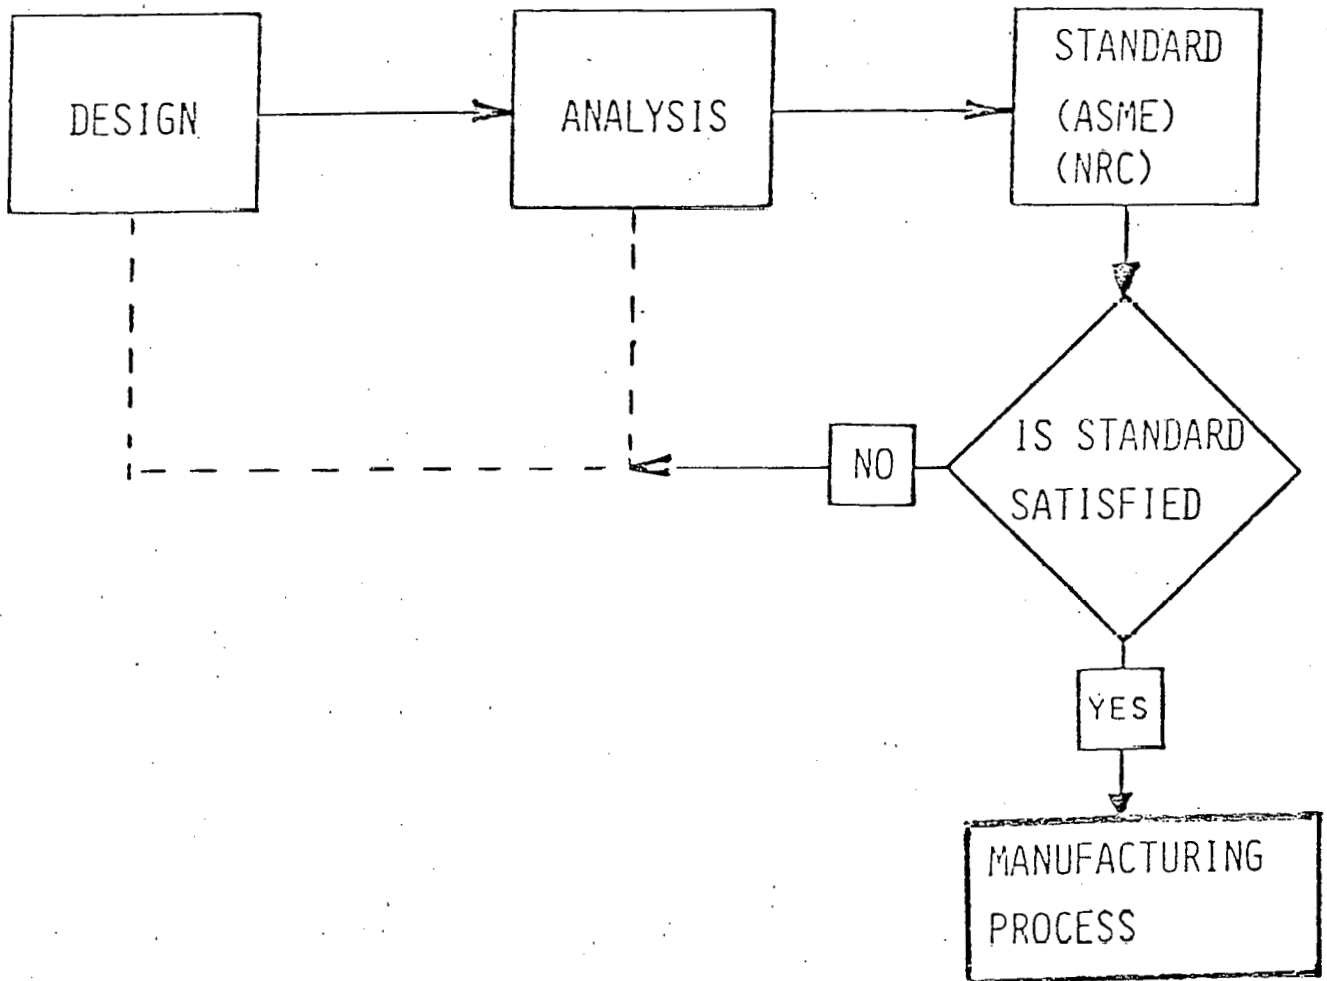 DESIGN
ANALYSIS
STANDARD
(ASME)
(NRC)
IS STANDARD
SATISFIED
NO
YES
MANUFACTURING
PROCESS